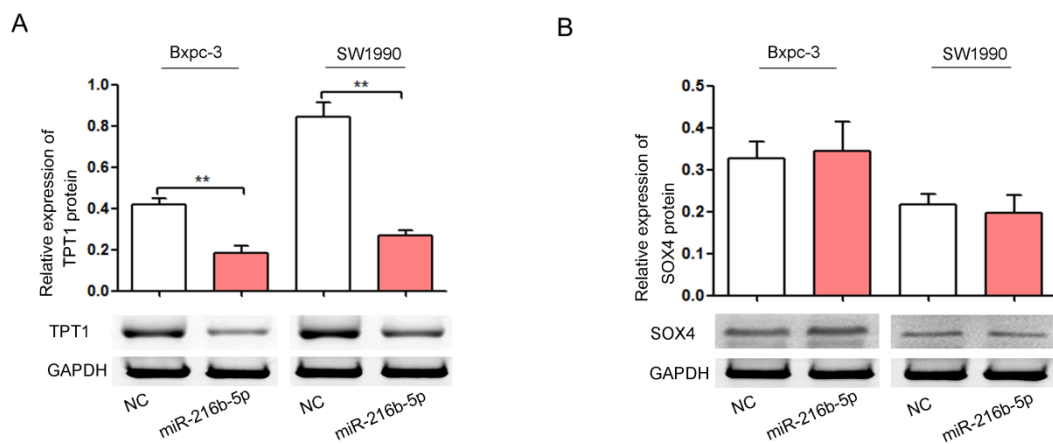 A
Bxpc-3
SW1990
Relative expression of
TPT1 protein
1.0
0.8
0.6
0.4
0.2
0.0
**
**
TPT1
GAPDH
NC
miR-216b-5p
NC
miR-216b-5p
B
Bxpc-3
SW1990
Relative expression of
SOX4 protein
0.5
0.4
0.3
0.2
0.1
0.0
SOX4
GAPDH
NC
miR-216b-5p
NC
miR-216b-5p